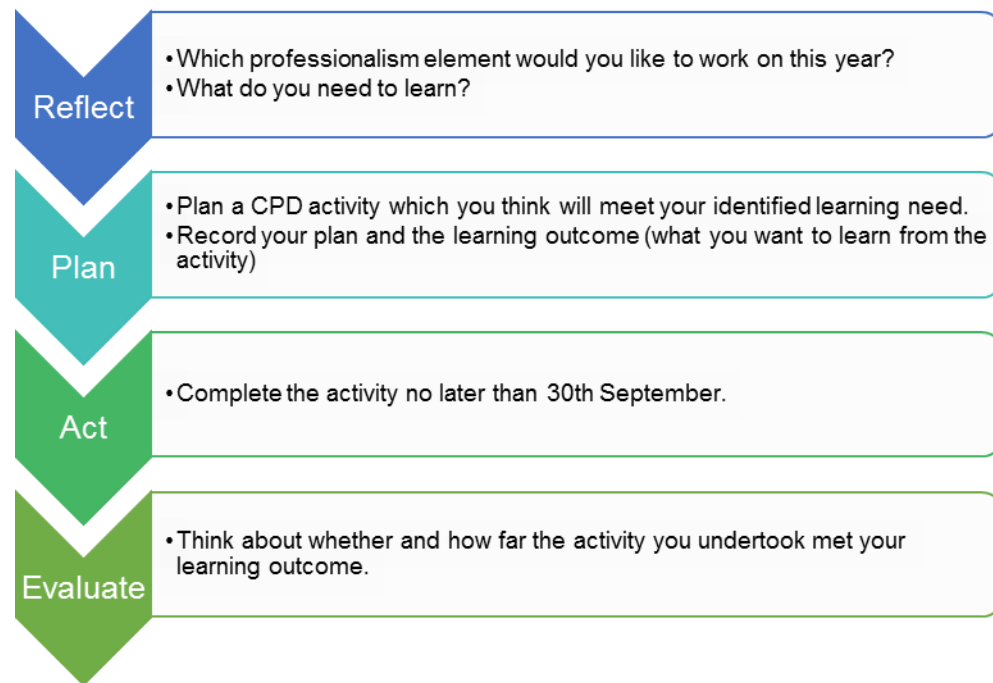 Reflect
•Which professionalism element would you like to work on this year?
•What do you need to learn?
Plan
•Plan a CPD activity which you think will meet your identified learning need.
•Record your plan and the learning outcome (what you want to learn from the
activity)
Act
•Complete the activity no later than 30th September.
Evaluate
•Think about whether and how far the activity you undertook met your
learning outcome.